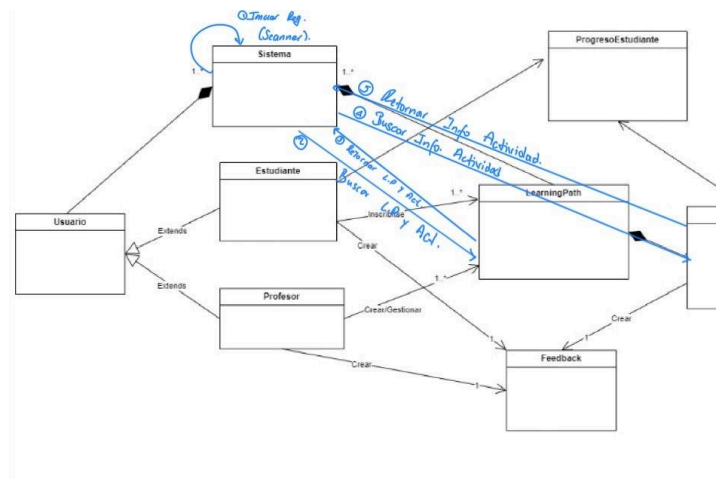 ① Iniciar Reg.
(Scanner).
Sistema
ProgresoEstudiante
1..*
1..*
⑤ Retornar Info Actividad.
④ Buscar Info. Actividad
②
Buscar L.P Y Act.
③ Retornar L.P Y Act
Estudiante
LearningPath
1..*
Inscribise
Usuario
Extends
Crear
Extends
Profesor
1..*
Crear/Gestionar
Crear
1
1
Feedback
Crear
1